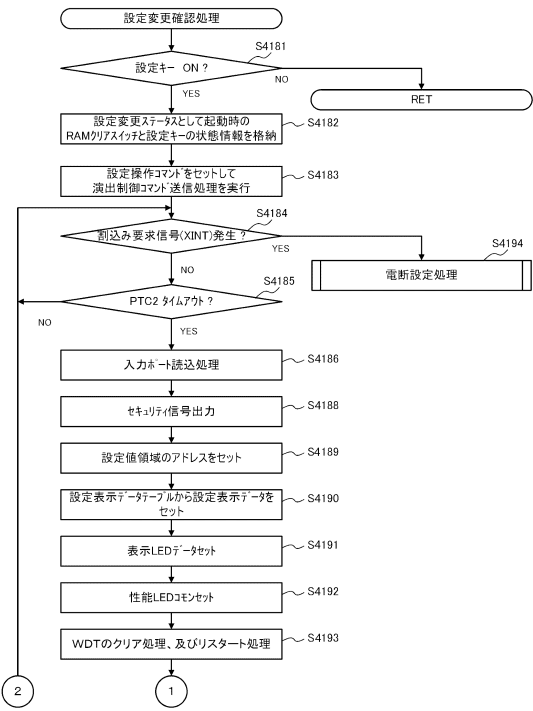 設定変更確認処理
S4181
設定キー ON ?
NO
YES
RET
設定変更ステータスとして起動時の
RAMクリアスイッチと設定キーの状態情報を格納
S4182
設定操作コマンドをセットして
演出制御コマンド送信処理を実行
S4183
S4184
割込み要求信号(XINT)発生 ?
YES
S4194
電断設定処理
NO
S4185
PTC2 タイムアウト ?
NO
YES
入力ポート読込処理
S4186
セキュリティ信号出力
S4188
設定値領域のアドレスをセット
S4189
設定表示データテーブルから設定表示データを
セット
S4190
表示LEDデータセット
S4191
性能LEDコモンセット
S4192
WDTのクリア処理、及びリスタート処理
S4193
2
1